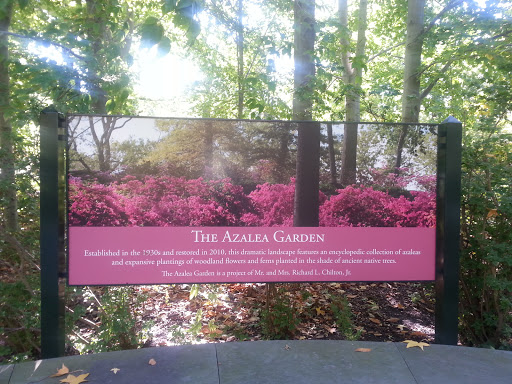 The Azalea Garden
Established in the 1930s and restored in 2010, this dramatic landscape features an encyclopedic collection of azaleas
and expansive plantings of woodland flowers and ferns planted in the shade of ancient native trees.
The Azalea Garden is a project of Mr. and Mrs. Richard L. Chilton, Jr.